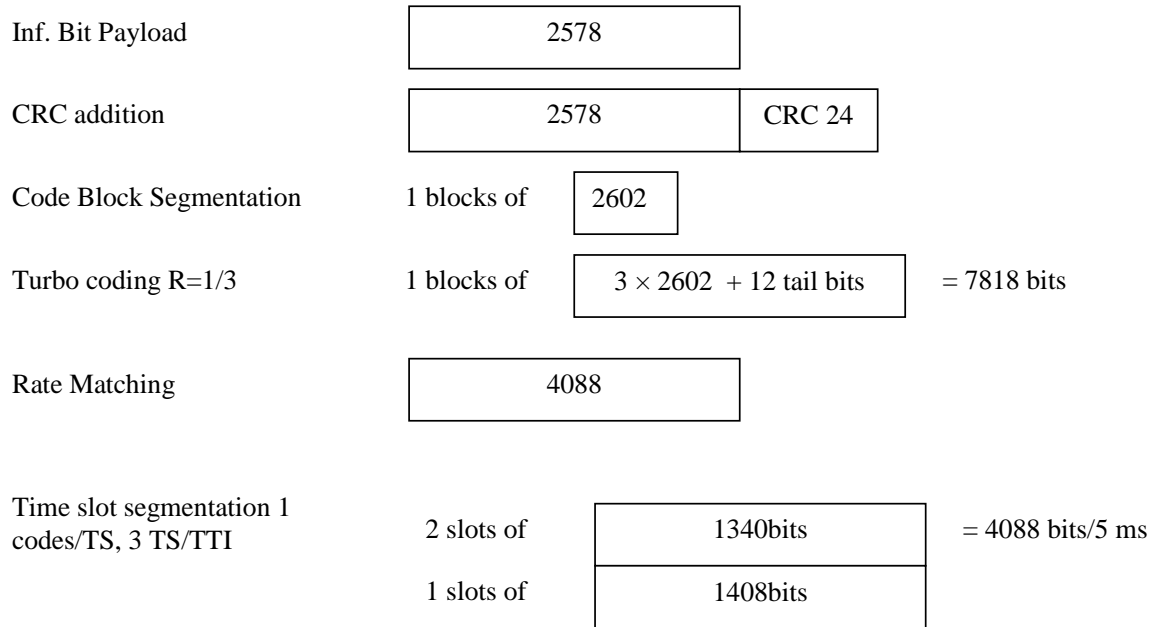 Inf. Bit Payload 2578
CRC addition 2578 CRC 24
Code Block Segmentation 1 blocks of 2602
Turbo coding R=1/3 1 blocks of 3 × 2602 + 12 tail bits = 7818 bits
Rate Matching 4088
Time slot segmentation 1
codes/TS, 3 TS/TTI 2 slots of 1340bits = 4088 bits/5 ms
1 slots of 1408bits